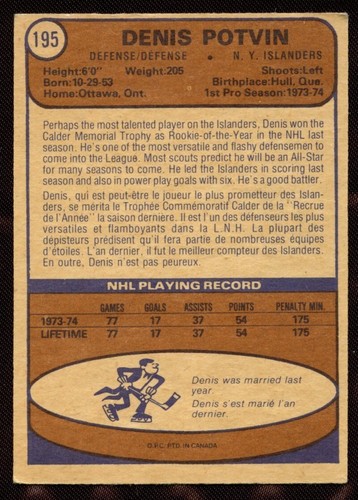 195
DENIS POTVIN
DEFENSE/DÉFENSE • N. Y. ISLANDERS
Height:6'0" Weight:205 Shoots:Left
Born:10-29-53 Birthplace:Hull, Que.
Home:Ottawa, Ont. 1st Pro Season:1973-74
Perhaps the most talented player on the Islanders, Denis won the
Calder Memorial Trophy as Rookie-of-the-Year in the NHL last
season. He's one of the most versatile and flashy defensemen to
come into the League. Most scouts predict he will be an All-Star
for many seasons to come. He led the Islanders in scoring last
season and also in power play goals with six. He's a good battler.
Denis, qui est peut-être le joueur le plus prometteur des Islan-
ders, se mérita le Trophée Commémoratif Calder de la "Recrue
de l'Année" la saison dernière. Il est l'un des défenseurs les plus
versatiles et flamboyants dans la L.N.H. La plupart des
dépisteurs prédisent qu'il fera partie de nombreuses équipes
d'étoiles. L'an dernier, il fut meilleur compteur des Islanders.
En outre, Denis n'est pas peureux.
NHL PLAYING RECORD
GAMES GOALS ASSISTS POINTS PENALTY MIN.
1973-74 77 17 37 54 175
LIFETIME 77 17 37 54 175
Denis was married last
year.
Denis s'est marié l'an
dernier.
O.P.C. PTD. IN CANADA